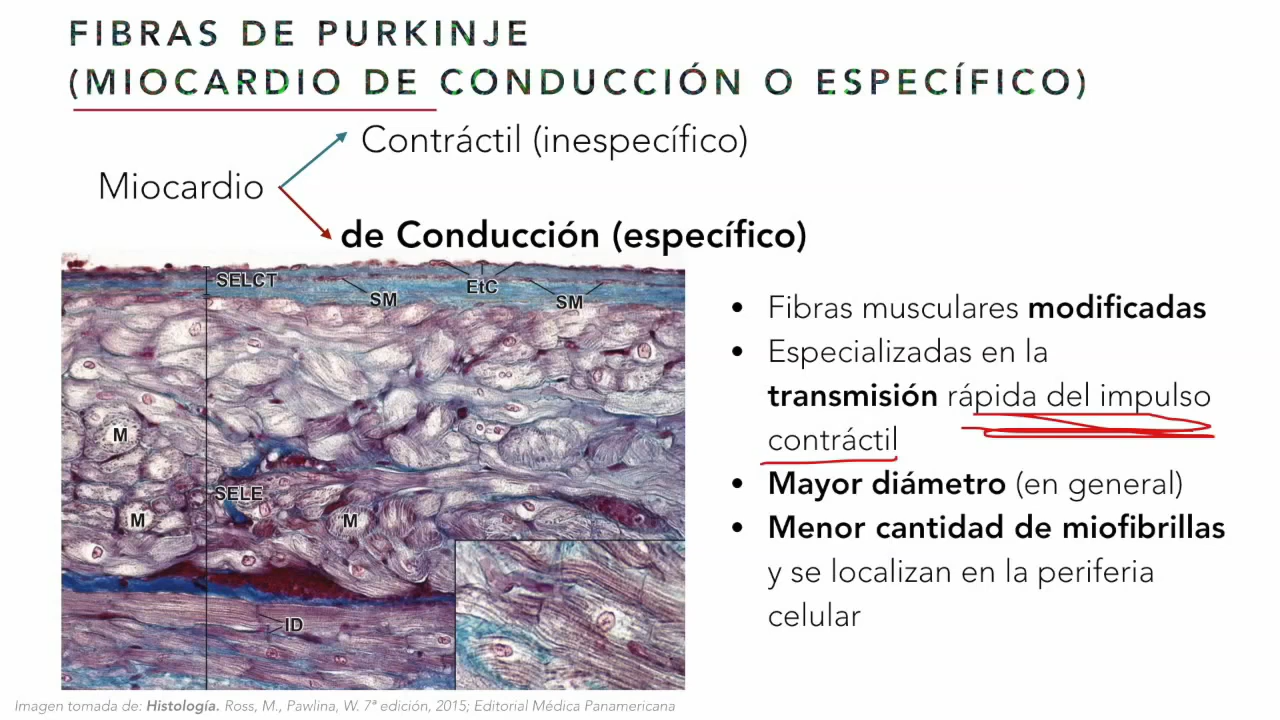 FIBRAS DE PURKINJE
(MIOCARDIO DE CONDUCCIÓN O ESPECÍFICO)
Contráctil (inespecífico)
Miocardio
de Conducción (específico)
SELCT
EtC
SM
SM
M
SELE
M
M
ID
• Fibras musculares modificadas
• Especializadas en la
transmisión rápida del impulso
contráctil
• Mayor diámetro (en general)
• Menor cantidad de miofibrillas
y se localizan en la periferia
celular
Imagen tomada de: Histología. Ross, M., Pawlina, W. 7ª edición, 2015; Editorial Médica Panamericana